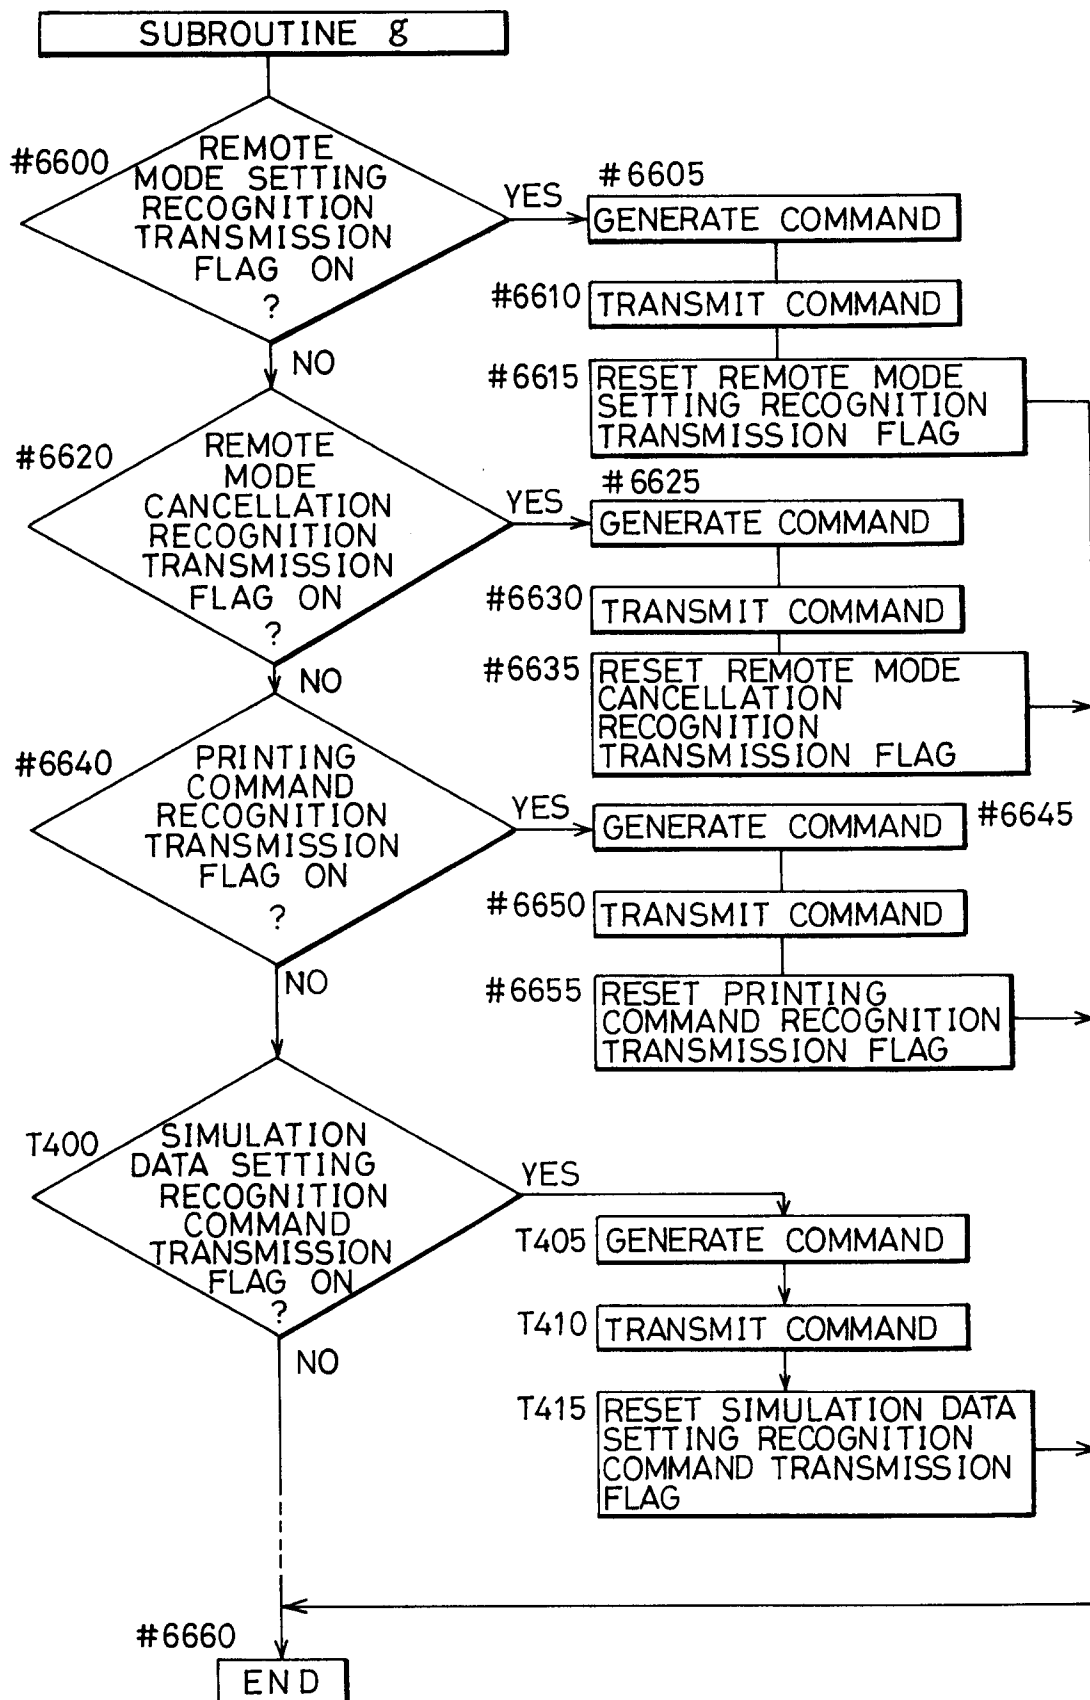 SUBROUTINE g
#6600
REMOTE
MODE SETTING
RECOGNITION
TRANSMISSION
FLAG ON
?
YES
NO
#6605
GENERATE COMMAND
#6610
TRANSMIT COMMAND
#6615
RESET REMOTE MODE
SETTING RECOGNITION
TRANSMISSION FLAG
#6620
REMOTE
MODE
CANCELLATION
RECOGNITION
TRANSMISSION
FLAG ON
?
YES
NO
#6625
GENERATE COMMAND
#6630
TRANSMIT COMMAND
#6635
RESET REMOTE MODE
CANCELLATION
RECOGNITION
TRANSMISSION FLAG
#6640
PRINTING
COMMAND
RECOGNITION
TRANSMISSION
FLAG ON
?
YES
NO
GENERATE COMMAND
#6645
#6650
TRANSMIT COMMAND
#6655
RESET PRINTING
COMMAND RECOGNITION
TRANSMISSION FLAG
T400
SIMULATION
DATA SETTING
RECOGNITION
COMMAND
TRANSMISSION
FLAG ON
?
YES
NO
T405
GENERATE COMMAND
T410
TRANSMIT COMMAND
T415
RESET SIMULATION DATA
SETTING RECOGNITION
COMMAND TRANSMISSION
FLAG
#6660
END